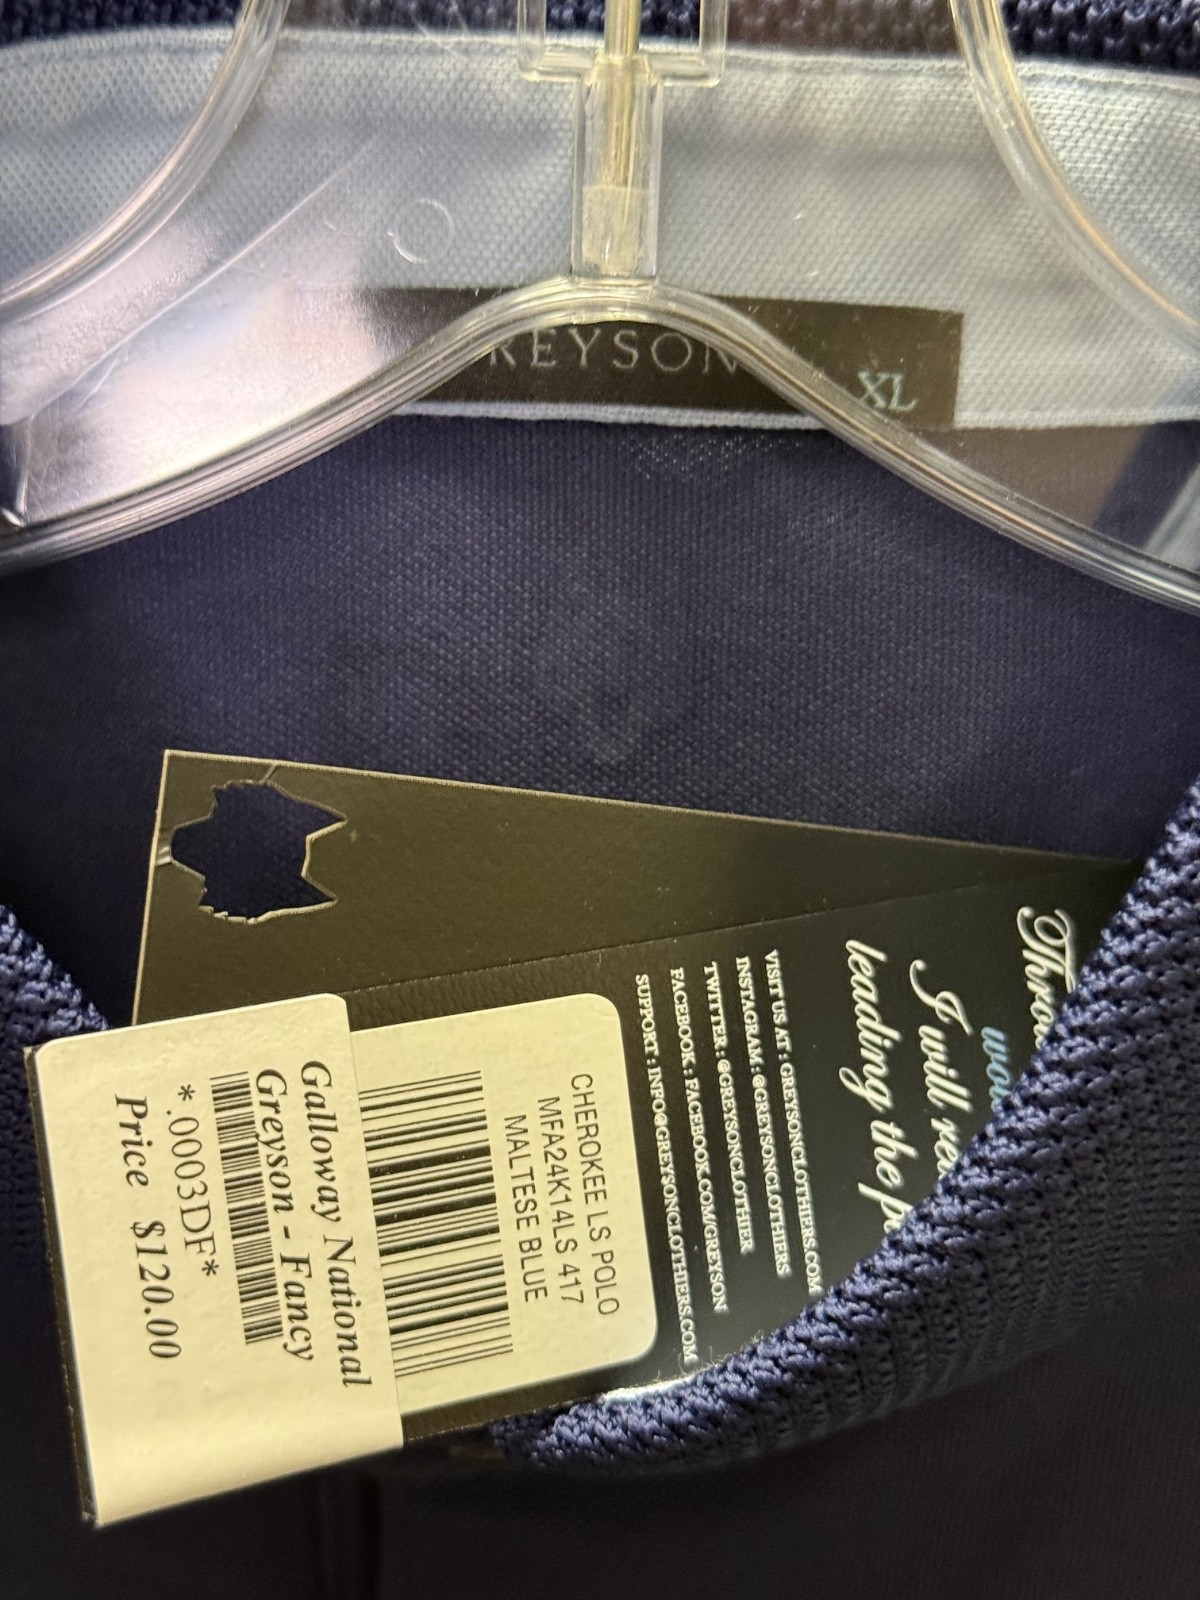 REYSON
XL
Throu
wo
I will re
leading the p
VISIT US AT : GREYSONCLOTHIERS.COM
INSTAGRAM : @GREYSONCLOTHIERS
TWITTER : @GREYSONCLOTHIER
FACEBOOK : FACEBOOK.COM/GREYSON
SUPPORT : INFO@GREYSONCLOTHIERS.COM
CHEROKEE LS POLO
MFA24K14LS 417
MALTESE BLUE
Galloway National
Greyson - Fancy
*.0003DF*
Price $120.00